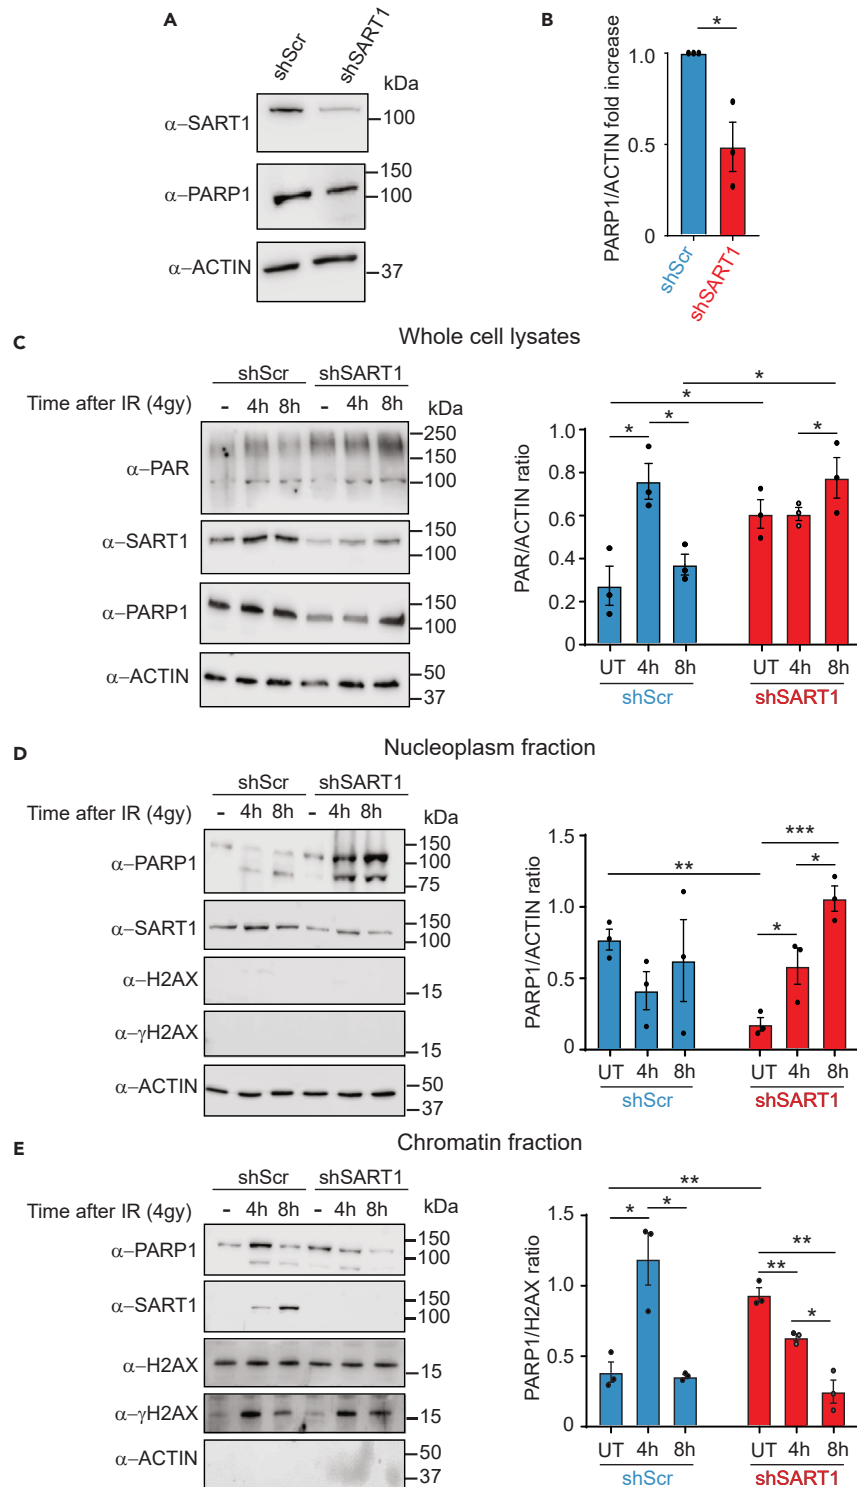 A
shScr
shSART1
kDa
α–SART1
100
α–PARP1
150
100
α–ACTIN
37
B
*
PARP1/ACTIN fold increase
1.0
0.5
0
shScr
shSART1
Whole cell lysates
C
shScr
shSART1
Time after IR (4gy)
-
4h
8h
-
4h
8h
kDa
α–PAR
250
150
100
α–SART1
150
100
α–PARP1
150
100
α–ACTIN
50
37
*
*
*
*
*
PAR/ACTIN ratio
1.0
0.8
0.6
0.4
0.2
0
UT
4h
8h
UT
4h
8h
shScr
shSART1
Nucleoplasm fraction
D
shScr
shSART1
Time after IR (4gy)
-
4h
8h
-
4h
8h
kDa
α–PARP1
150
100
75
α–SART1
150
100
α–H2AX
15
α–γH2AX
15
α–ACTIN
50
37
***
**
*
*
PARP1/ACTIN ratio
1.5
1.0
0.5
0
UT
4h
8h
UT
4h
8h
shScr
shSART1
Chromatin fraction
E
shScr
shSART1
Time after IR (4gy)
-
4h
8h
-
4h
8h
kDa
α–PARP1
150
100
α–SART1
150
100
α–H2AX
15
α–γH2AX
15
α–ACTIN
50
37
**
*
*
**
**
*
PARP1/H2AX ratio
1.5
1.0
0.5
0
UT
4h
8h
UT
4h
8h
shScr
shSART1